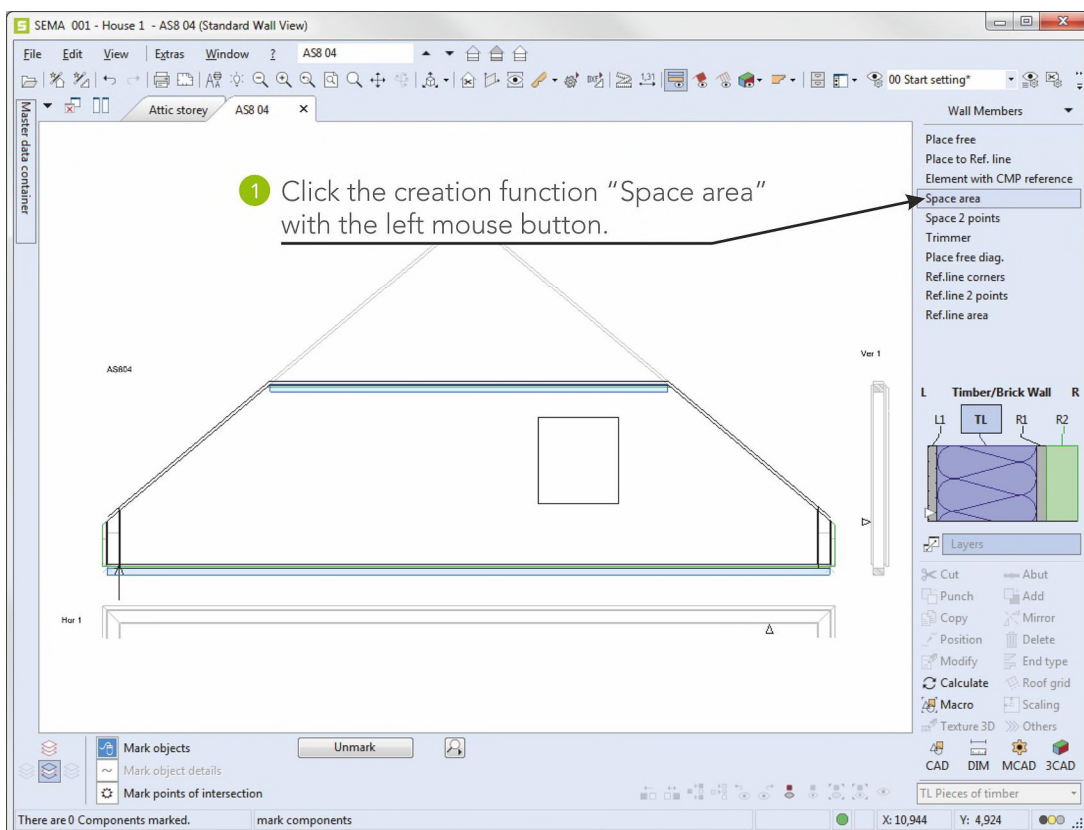 SEMA 001 - House 1 - AS8 04 (Standard Wall View)
File Edit View Extras Window ? AS8 04
1,31 00 Start setting*
Attic storey AS8 04
Master data container
Wall Members
Place free
Place to Ref. line
Element with CMP reference
Space area
Space 2 points
Trimmer
Place free diag.
Ref.line corners
Ref.line 2 points
Ref.line area
1 Click the creation function “Space area”
with the left mouse button.
AS804
Ver 1
Hor 1
L Timber/Brick Wall R
L1 TL R1 R2
Layers
Cut Abut
Punch Add
Copy Mirror
Position Delete
Modify End type
Calculate Roof grid
Macro Scaling
Texture 3D Others
CAD DIM MCAD 3CAD
TL Pieces of timber
Mark objects Unmark
Mark object details
Mark points of intersection
There are 0 Components marked. mark components X: 10,944 Y: 4,924